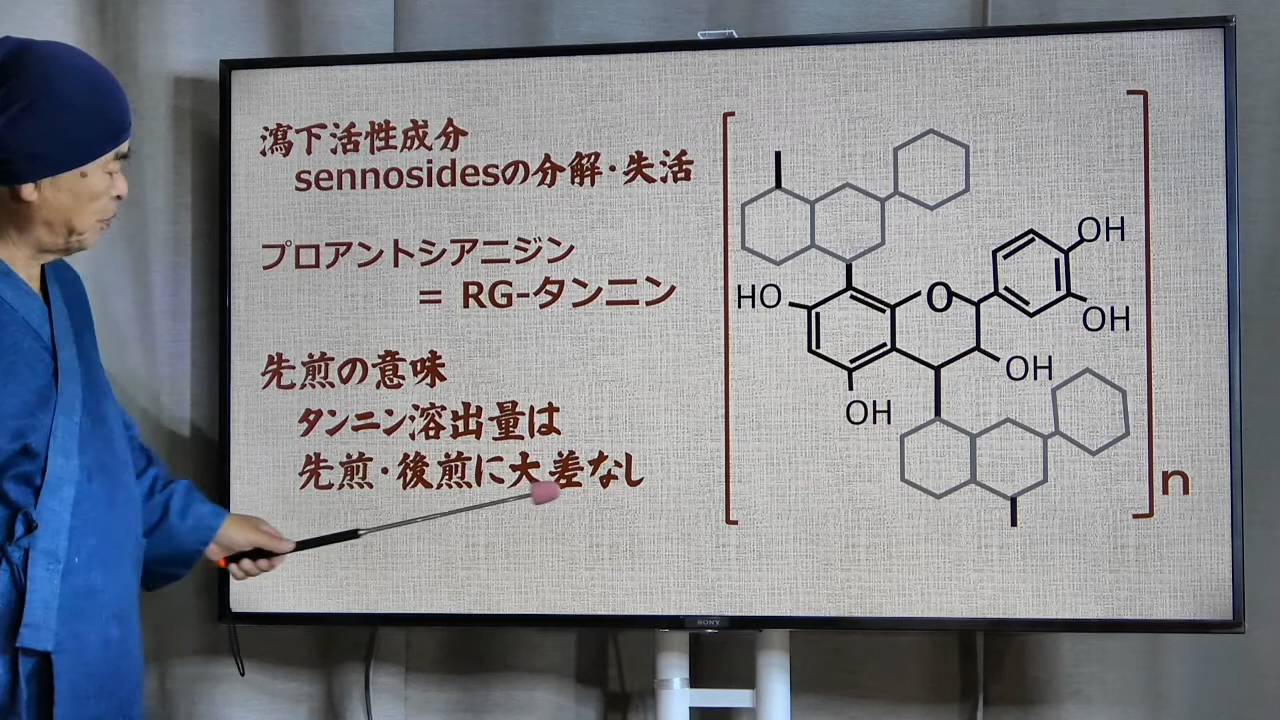 瀉下活性成分
sennosidesの分解·失活
プロアントシアニジン
= RG-タンニン
先煎の意味
タンニン溶出量は
先煎·後煎に大差なし
OH
HO
O
OH
OH
OH
n
SONY